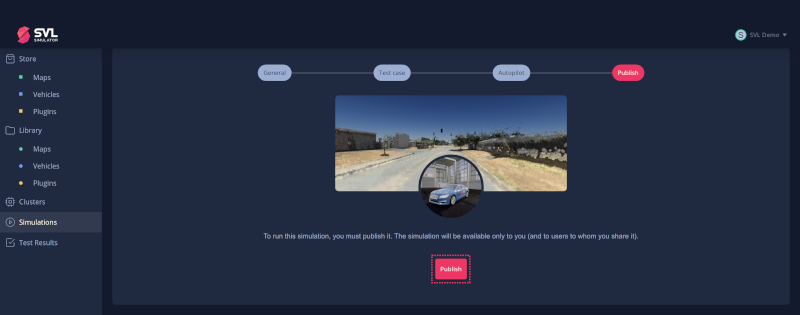 SVL
SIMULATOR
S SVL Demo
Store
Maps
Vehicles
Plugins
Library
Maps
Vehicles
Plugins
Clusters
Simulations
Test Results
General
Test case
Autopilot
Publish
To run this simulation, you must publish it. The simulation will be available only to you (and to users to whom you share it).
Publish